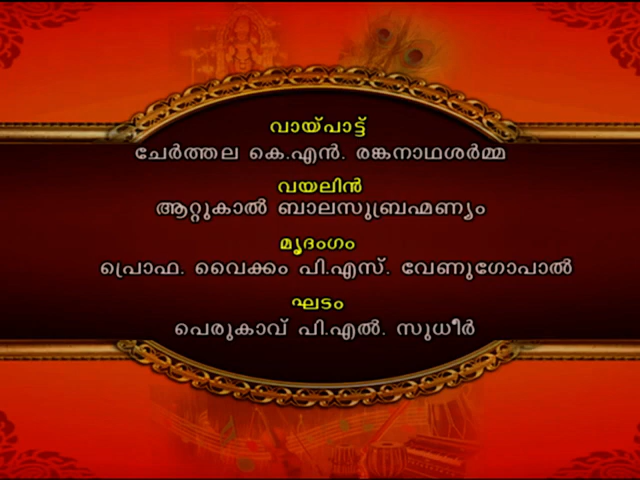 വായ്പാട്ട്
ചേർത്തല കെ.എൻ. രങ്കനാഥശർമ്മ
വയലിൻ
ആറ്റുകാൽ ബാലസുബ്രഹ്മണ്യം
മൃദംഗം
പ്രൊഫ. വൈക്കം പി.എസ്. വേണുഗോപാൽ
ഘടം
പെരുകാവ് പി.എൽ. സുധീർ